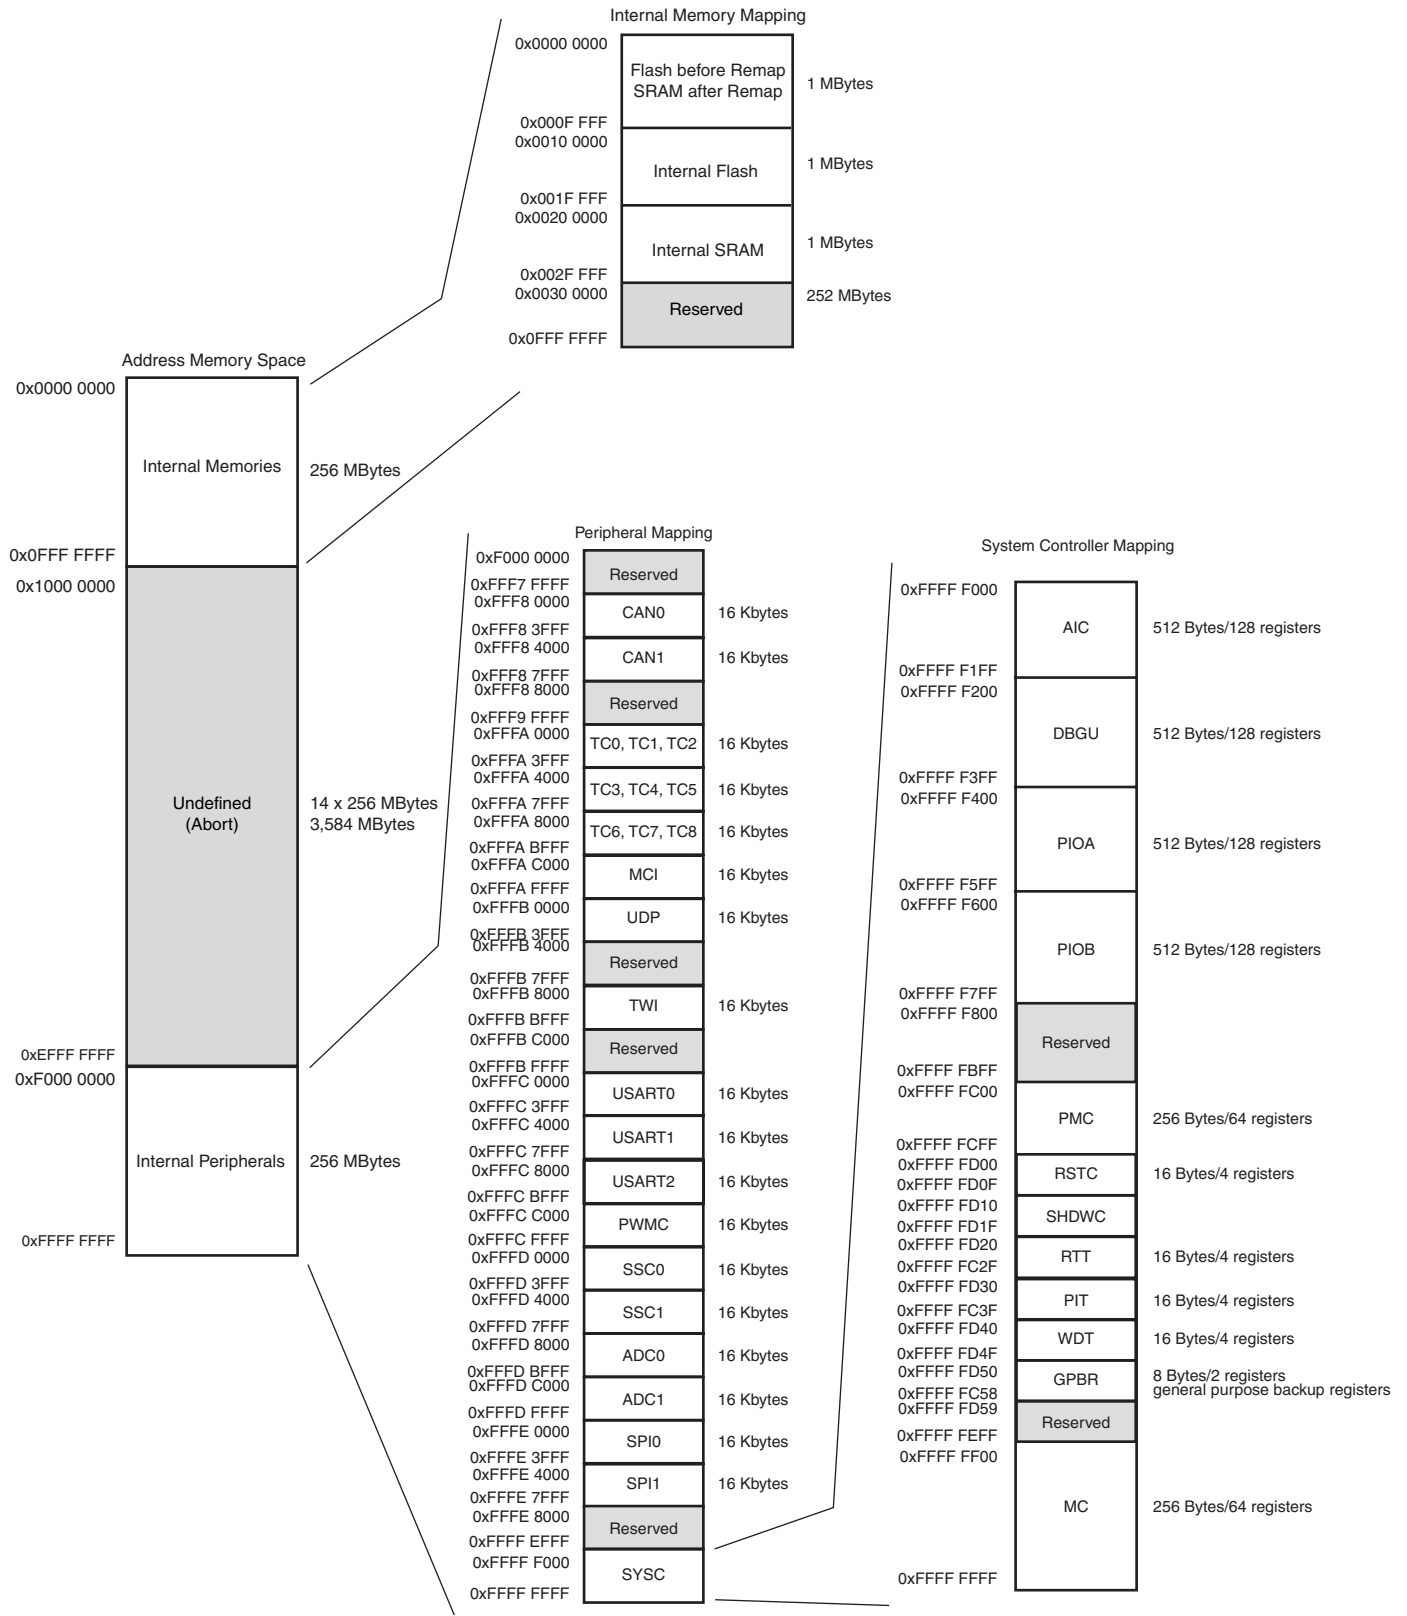 Internal Memory Mapping
0x0000 0000
Flash before Remap
SRAM after Remap
1 MBytes
0x000F FFF
0x0010 0000
Internal Flash
1 MBytes
0x001F FFF
0x0020 0000
Internal SRAM
1 MBytes
0x002F FFF
0x0030 0000
Reserved
252 MBytes
0x0FFF FFFF
Address Memory Space
0x0000 0000
Internal Memories
256 MBytes
0x0FFF FFFF
0x1000 0000
Undefined
(Abort)
14 x 256 MBytes
3,584 MBytes
0xEFFF FFFF
0xF000 0000
Internal Peripherals
256 MBytes
0xFFFF FFFF
Peripheral Mapping
0xF000 0000
Reserved
0xFFF7 FFFF
0xFFF8 0000
CAN0
16 Kbytes
0xFFF8 3FFF
0xFFF8 4000
CAN1
16 Kbytes
0xFFF8 7FFF
0xFFF8 8000
Reserved
0xFFF9 FFFF
0xFFFA 0000
TC0, TC1, TC2
16 Kbytes
0xFFFA 3FFF
0xFFFA 4000
TC3, TC4, TC5
16 Kbytes
0xFFFA 7FFF
0xFFFA 8000
TC6, TC7, TC8
16 Kbytes
0xFFFA BFFF
0xFFFA C000
MCI
16 Kbytes
0xFFFA FFFF
0xFFFB 0000
UDP
16 Kbytes
0xFFFB 3FFF
0xFFFB 4000
Reserved
0xFFFB 7FFF
0xFFFB 8000
TWI
16 Kbytes
0xFFFB BFFF
0xFFFB C000
Reserved
0xFFFB FFFF
0xFFFC 0000
USART0
16 Kbytes
0xFFFC 3FFF
0xFFFC 4000
USART1
16 Kbytes
0xFFFC 7FFF
0xFFFC 8000
USART2
16 Kbytes
0xFFFC BFFF
0xFFFC C000
PWMC
16 Kbytes
0xFFFC FFFF
0xFFFD 0000
SSC0
16 Kbytes
0xFFFD 3FFF
0xFFFD 4000
SSC1
16 Kbytes
0xFFFD 7FFF
0xFFFD 8000
ADC0
16 Kbytes
0xFFFD BFFF
0xFFFD C000
ADC1
16 Kbytes
0xFFFD FFFF
0xFFFE 0000
SPI0
16 Kbytes
0xFFFE 3FFF
0xFFFE 4000
SPI1
16 Kbytes
0xFFFE 7FFF
0xFFFE 8000
Reserved
0xFFFF EFFF
0xFFFF F000
SYSC
0xFFFF FFFF
System Controller Mapping
0xFFFF F000
AIC
512 Bytes/128 registers
0xFFFF F1FF
0xFFFF F200
DBGU
512 Bytes/128 registers
0xFFFF F3FF
0xFFFF F400
PIOA
512 Bytes/128 registers
0xFFFF F5FF
0xFFFF F600
PIOB
512 Bytes/128 registers
0xFFFF F7FF
0xFFFF F800
Reserved
0xFFFF FBFF
0xFFFF FC00
PMC
256 Bytes/64 registers
0xFFFF FCFF
0xFFFF FD00
RSTC
16 Bytes/4 registers
0xFFFF FD0F
0xFFFF FD10
SHDWC
0xFFFF FD1F
0xFFFF FD20
RTT
16 Bytes/4 registers
0xFFFF FC2F
0xFFFF FD30
PIT
16 Bytes/4 registers
0xFFFF FC3F
0xFFFF FD40
WDT
16 Bytes/4 registers
0xFFFF FD4F
0xFFFF FD50
GPBR
8 Bytes/2 registers
general purpose backup registers
0xFFFF FC58
0xFFFF FD59
Reserved
0xFFFF FEFF
0xFFFF FF00
MC
256 Bytes/64 registers
0xFFFF FFFF